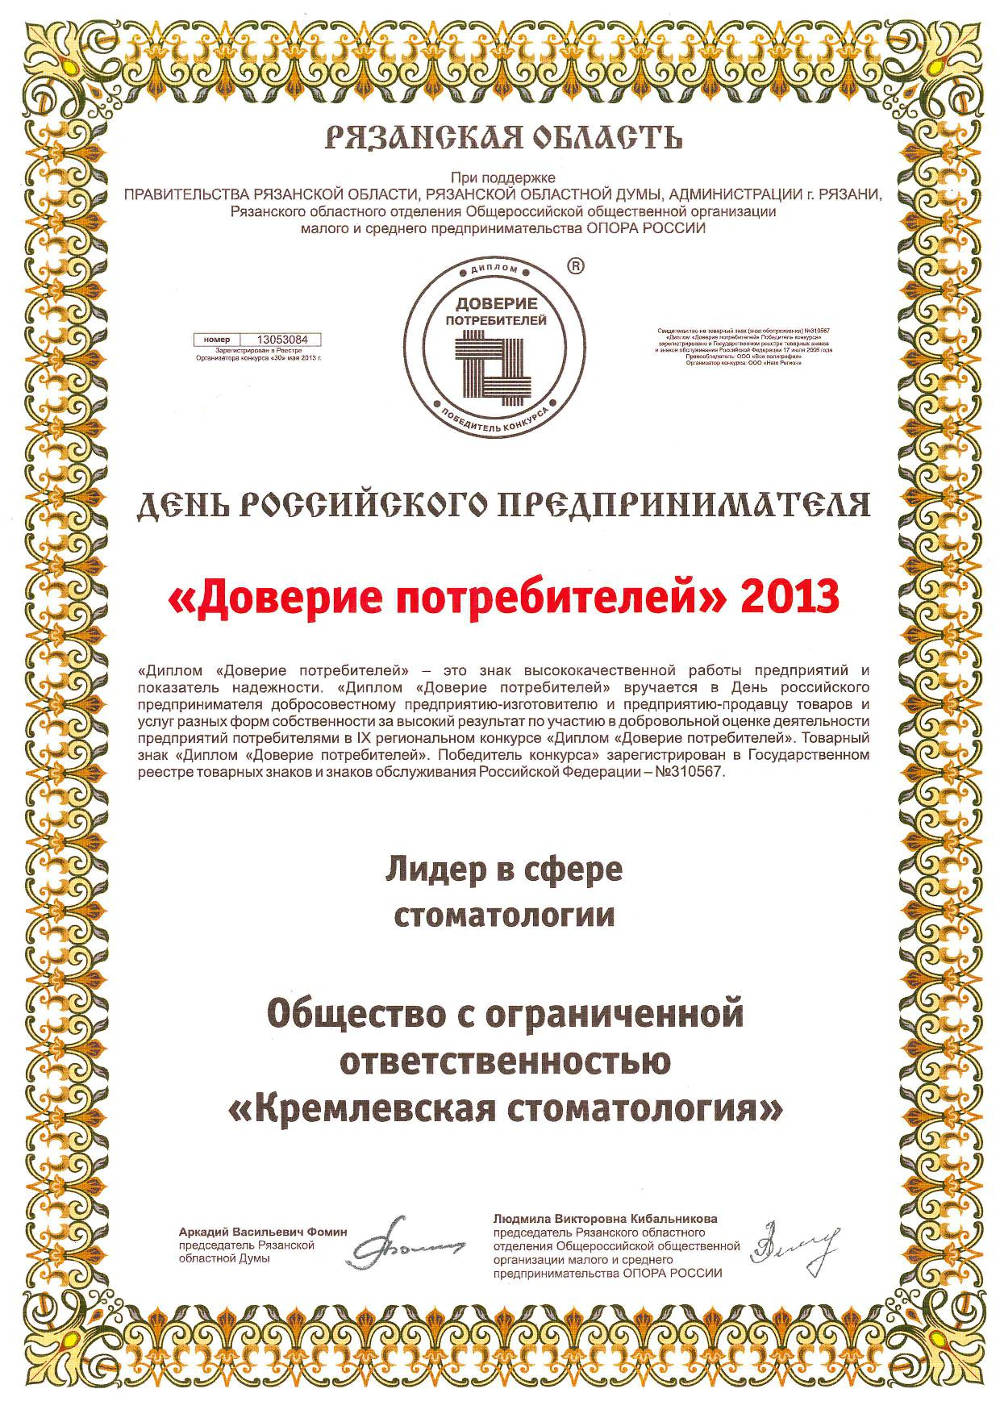 РЯЗАНСКАЯ ОБЛАСТЬ
При поддержке
ПРАВИТЕЛЬСТВА РЯЗАНСКОЙ ОБЛАСТИ, РЯЗАНСКОЙ ОБЛАСТНОЙ ДУМЫ, АДМИНИСТРАЦИИ г. РЯЗАНИ,
Рязанского областного отделения Общероссийской общественной организации
малого и среднего предпринимательства ОПОРА РОССИИ
ДИПЛОМ
®
ДОВЕРИЕ
ПОТРЕБИТЕЛЕЙ
ПОБЕДИТЕЛЬ КОНКУРСА
номер 13053084
Зарегистрирован в Реестре
Организатора конкурса «30» мая 2013 г.
Свидетельство на товарный знак (знак обслуживания) №310567
«Диплом «Доверие потребителей» Победитель конкурса»
зарегистрировано в Государственном реестре товарных знаков
и знаков обслуживания Российской Федерации 17 июля 2006 года
Правообладатель: ООО «Все полиграфия»
Организатор конкурса: ООО «Наш Регион»
ДЕНЬ РОССИЙСКОГО ПРЕДПРИНИМАТЕЛЯ
«Доверие потребителей» 2013
«Диплом «Доверие потребителей» – это знак высококачественной работы предприятий и
показатель надежности. «Диплом «Доверие потребителей» вручается в День российского
предпринимателя добросовестному предприятию-изготовителю и предприятию-продавцу товаров и
услуг разных форм собственности за высокий результат по участию в добровольной оценке деятельности
предприятий потребителями в IX региональном конкурсе «Диплом «Доверие потребителей». Товарный
знак «Диплом «Доверие потребителей». Победитель конкурса» зарегистрирован в Государственном
реестре товарных знаков и знаков обслуживания Российской Федерации – №310567.
Лидер в сфере
стоматологии
Общество с ограниченной
ответственностью
«Кремлевская стоматология»
Аркадий Васильевич Фомин
председатель Рязанской
областной Думы
Людмила Викторовна Кибальникова
председатель Рязанского областного
отделения Общероссийской общественной
организации малого и среднего
предпринимательства ОПОРА РОССИИ